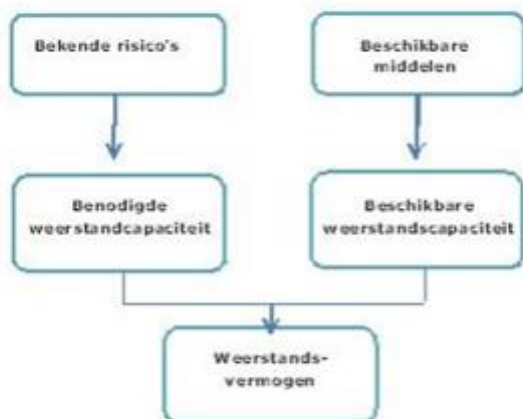 Bekende risico's
Beschikbare
middelen
Benodigde
weerstandcapaciteit
Beschikbare
weerstandscapaciteit
Weerstands-
vermogen